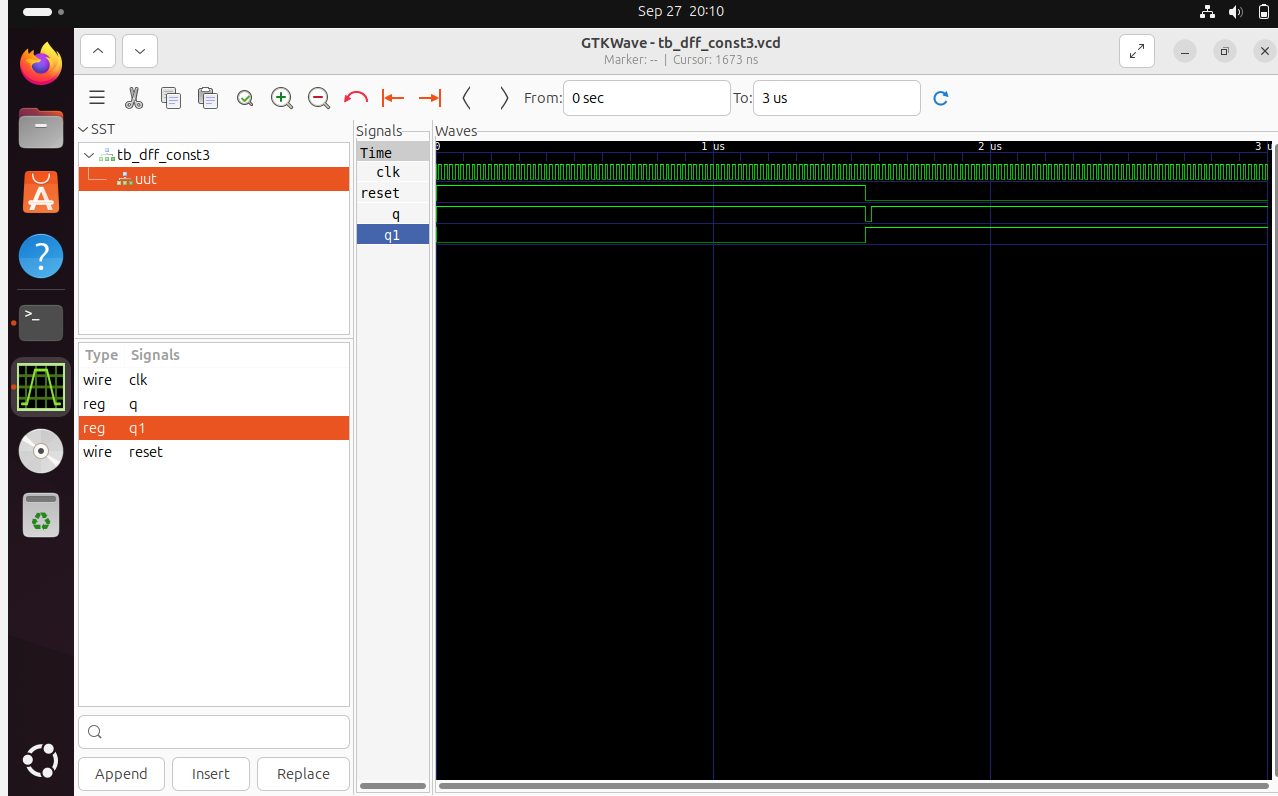 Sep 27 20:10
GTKWave - tb_dff_const3.vcd
Marker: -- | Cursor: 1673 ns
From: 0 sec To: 3 us
SST
tb_dff_const3
uut
Type Signals
wire clk
reg q
reg q1
wire reset
Append Insert Replace
Signals
Time
clk
reset
q
q1
Waves
0 1 us 2 us 3 u
>_
?